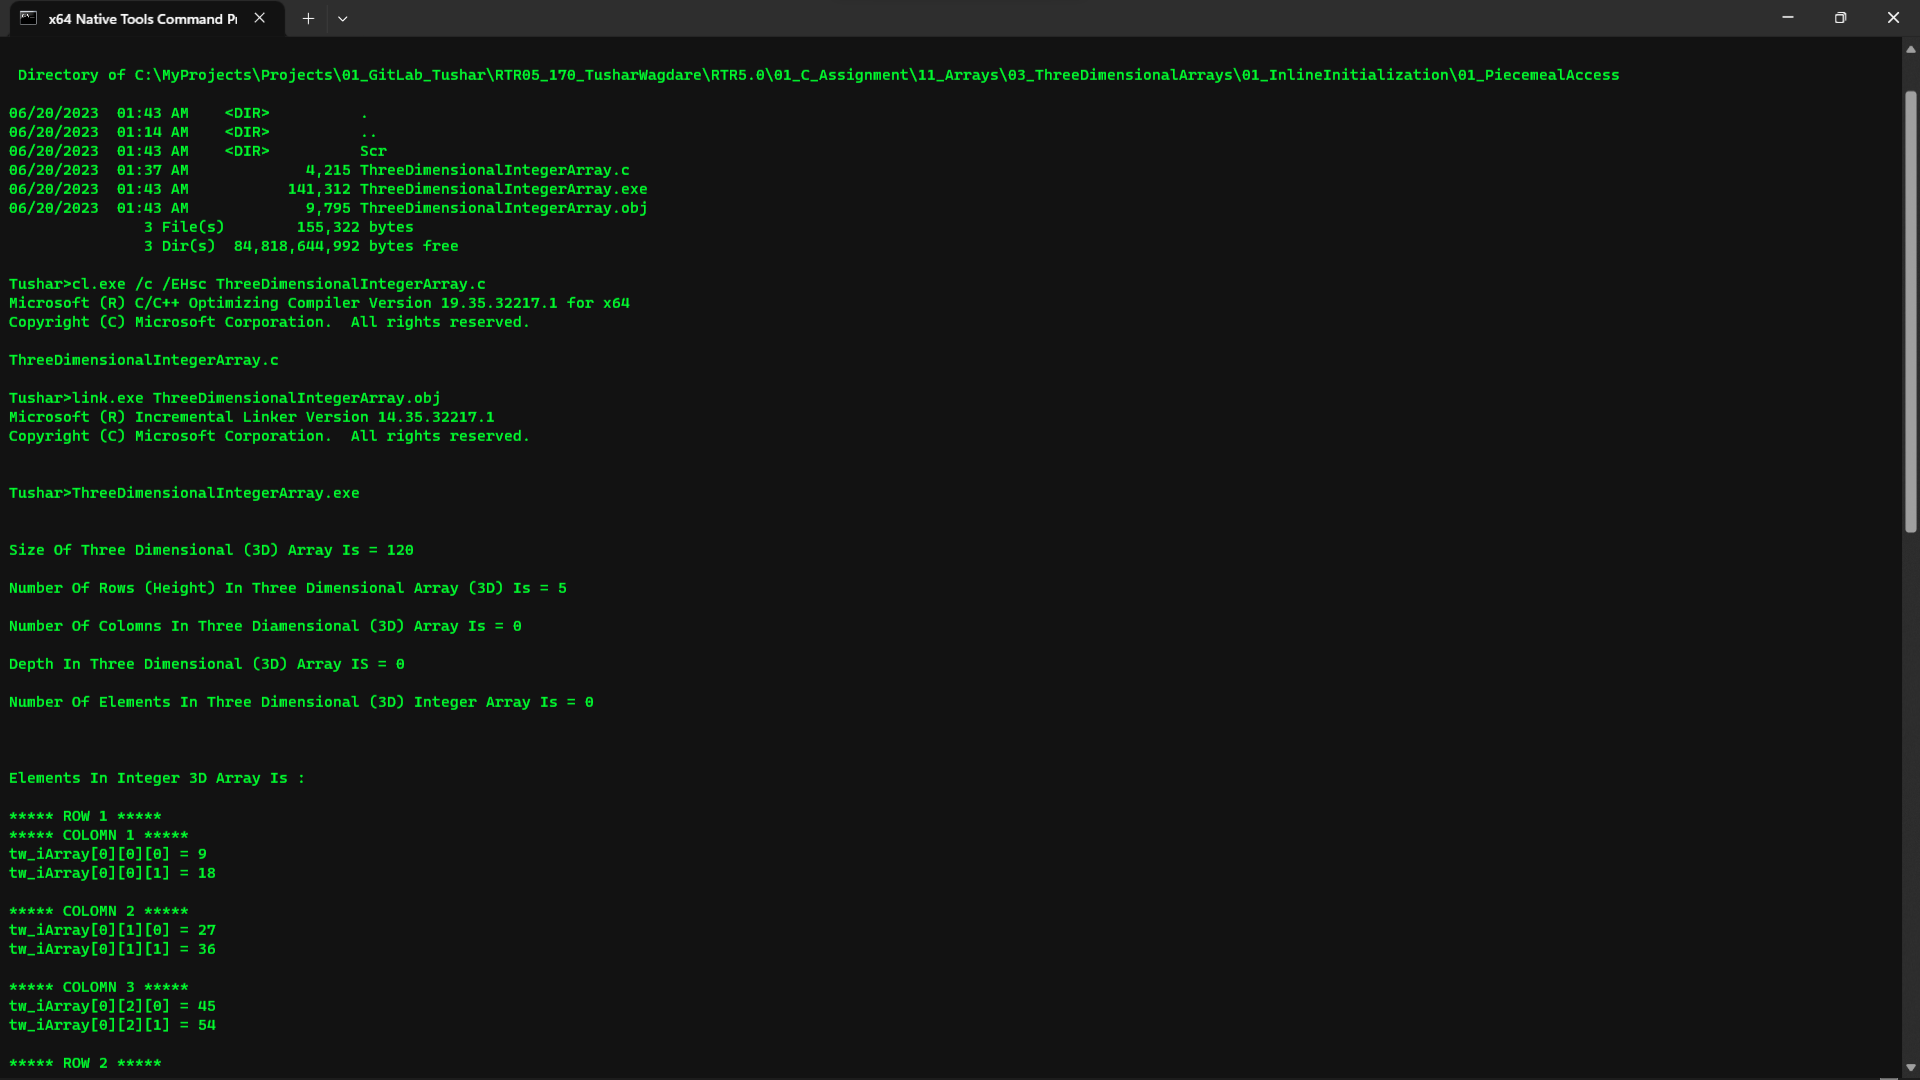 x64 Native Tools Command P
Directory of C:\MyProjects\Projects\01_GitLab_Tushar\RTR05_170_TusharWagdare\RTR5.0\01_C_Assignment\11_Arrays\03_ThreeDimensionalArrays\01_InlineInitialization\01_PiecemealAccess
06/20/2023  01:43 AM    <DIR>          .
06/20/2023  01:14 AM    <DIR>          ..
06/20/2023  01:43 AM    <DIR>          Scr
06/20/2023  01:37 AM             4,215 ThreeDimensionalIntegerArray.c
06/20/2023  01:43 AM           141,312 ThreeDimensionalIntegerArray.exe
06/20/2023  01:43 AM             9,795 ThreeDimensionalIntegerArray.obj
3 File(s)        155,322 bytes
3 Dir(s)  84,818,644,992 bytes free
Tushar>cl.exe /c /EHsc ThreeDimensionalIntegerArray.c
Microsoft (R) C/C++ Optimizing Compiler Version 19.35.32217.1 for x64
Copyright (C) Microsoft Corporation.  All rights reserved.
ThreeDimensionalIntegerArray.c
Tushar>link.exe ThreeDimensionalIntegerArray.obj
Microsoft (R) Incremental Linker Version 14.35.32217.1
Copyright (C) Microsoft Corporation.  All rights reserved.
Tushar>ThreeDimensionalIntegerArray.exe
Size Of Three Dimensional (3D) Array Is = 120
Number Of Rows (Height) In Three Dimensional Array (3D) Is = 5
Number Of Colomns In Three Diamensional (3D) Array Is = 0
Depth In Three Dimensional (3D) Array IS = 0
Number Of Elements In Three Dimensional (3D) Integer Array Is = 0
Elements In Integer 3D Array Is :
***** ROW 1 *****
***** COLOMN 1 *****
tw_iArray[0][0][0] = 9
tw_iArray[0][0][1] = 18
***** COLOMN 2 *****
tw_iArray[0][1][0] = 27
tw_iArray[0][1][1] = 36
***** COLOMN 3 *****
tw_iArray[0][2][0] = 45
tw_iArray[0][2][1] = 54
***** ROW 2 *****